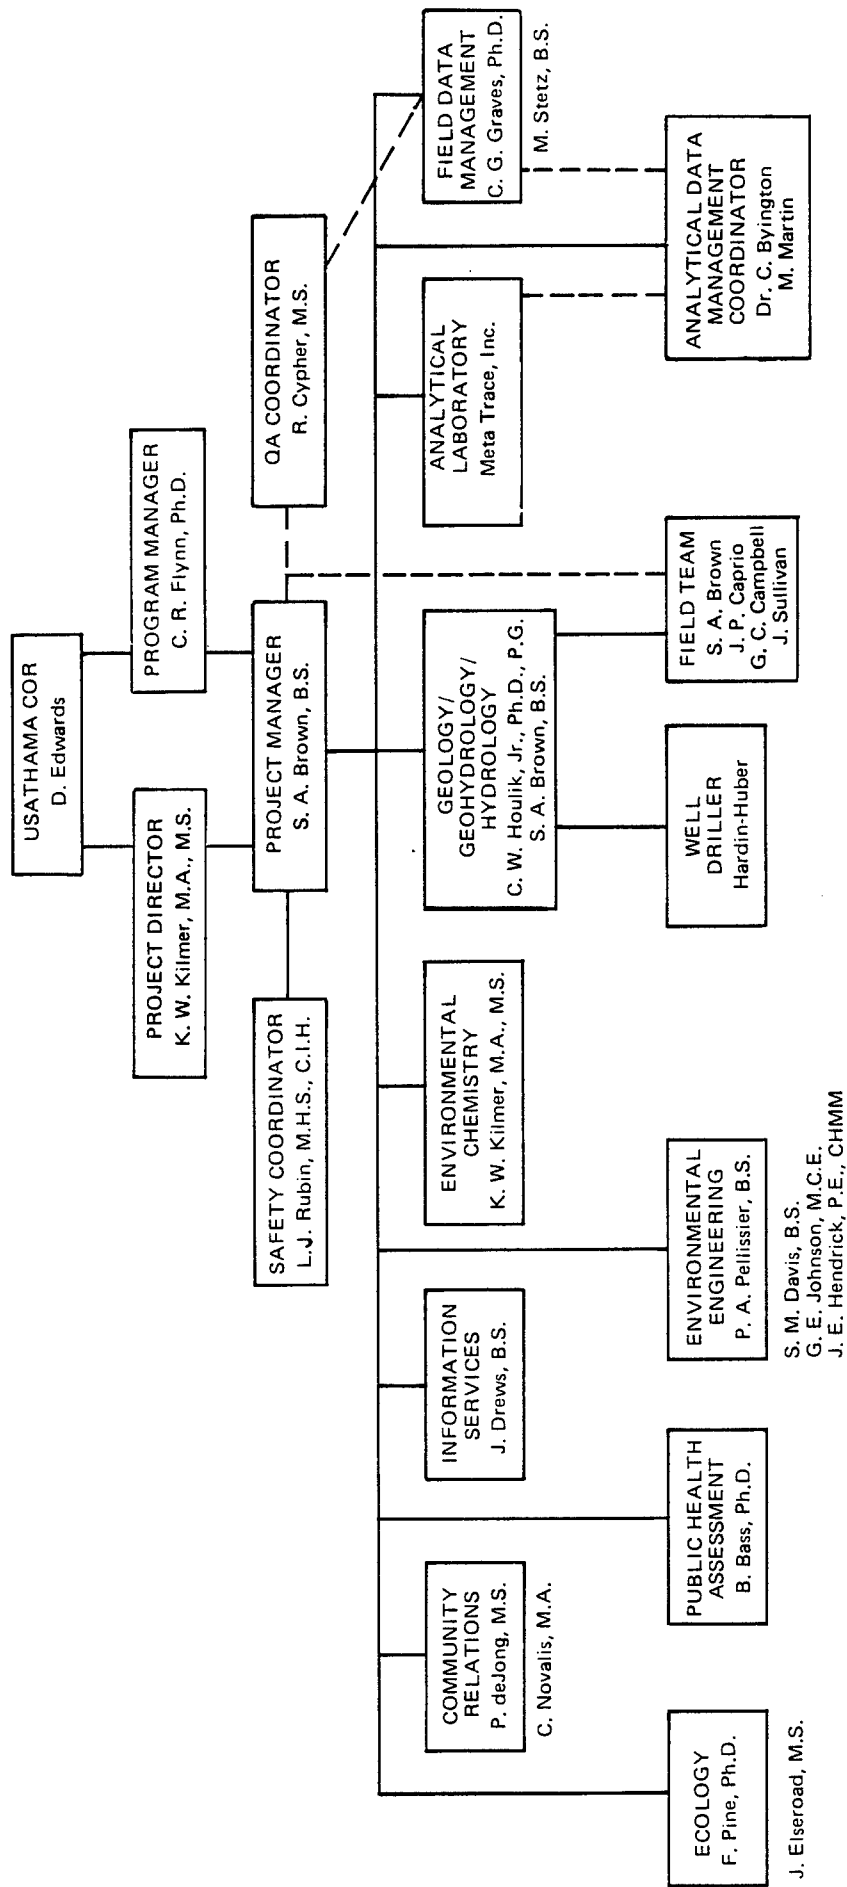 USATHAMA COR
D. Edwards
PROJECT DIRECTOR
K. W. Kilmer, M.A., M.S.
PROGRAM MANAGER
C. R. Flynn, Ph.D.
SAFETY COORDINATOR
L.J. Rubin, M.H.S., C.I.H.
PROJECT MANAGER
S. A. Brown, B.S.
QA COORDINATOR
R. Cypher, M.S.
COMMUNITY
RELATIONS
P. deJong, M.S.
C. Novalis, M.A.
INFORMATION
SERVICES
J. Drews, B.S.
ENVIRONMENTAL
CHEMISTRY
K. W. Kilmer, M.A., M.S.
GEOLOGY/
GEOHYDROLOGY/
HYDROLOGY
C. W. Houlik, Jr., Ph.D., P.G.
S. A. Brown, B.S.
ANALYTICAL
LABORATORY
Meta Trace, Inc.
FIELD DATA
MANAGEMENT
C. G. Graves, Ph.D.
M. Stetz, B.S.
ECOLOGY
F. Pine, Ph.D.
J. Elseroad, M.S.
PUBLIC HEALTH
ASSESSMENT
B. Bass, Ph.D.
ENVIRONMENTAL
ENGINEERING
P. A. Pellissier, B.S.
S. M. Davis, B.S.
G. E. Johnson, M.C.E.
J. E. Hendrick, P.E., CHMM
WELL
DRILLER
Hardin-Huber
FIELD TEAM
S. A. Brown
J. P. Caprio
G. C. Campbell
J. Sullivan
ANALYTICAL DATA
MANAGEMENT
COORDINATOR
Dr. C. Byington
M. Martin